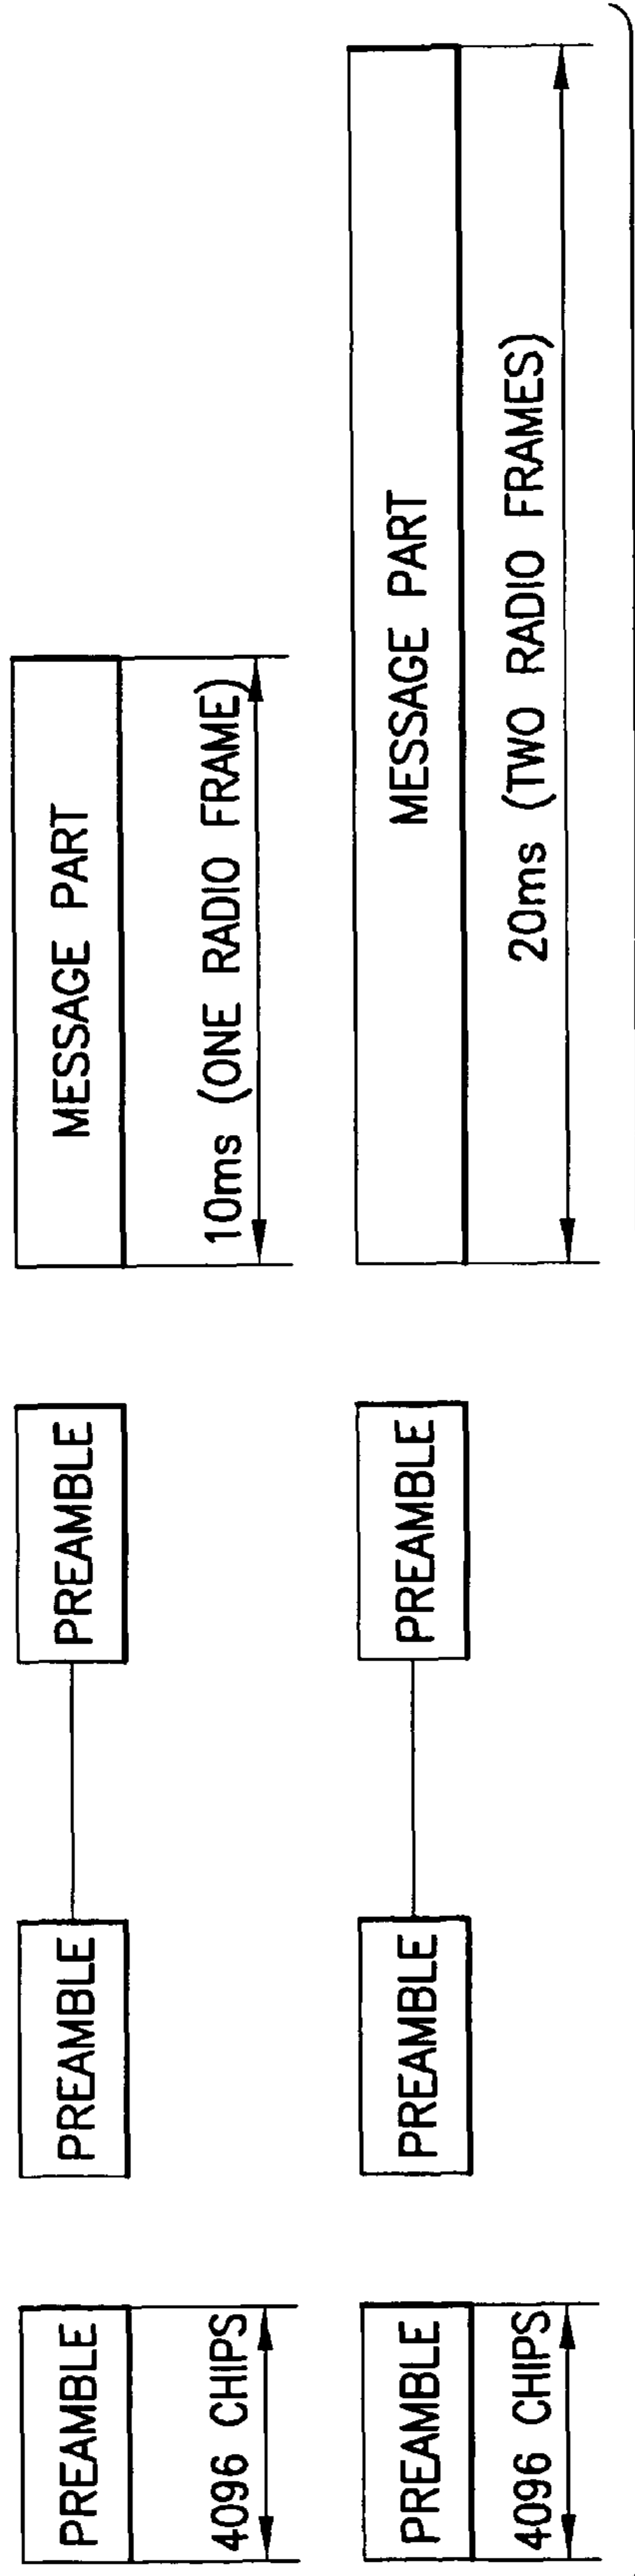 PREAMBLE
PREAMBLE
PREAMBLE
MESSAGE PART
4096 CHIPS
10ms (ONE RADIO FRAME)
PREAMBLE
PREAMBLE
PREAMBLE
MESSAGE PART
4096 CHIPS
20ms (TWO RADIO FRAMES)